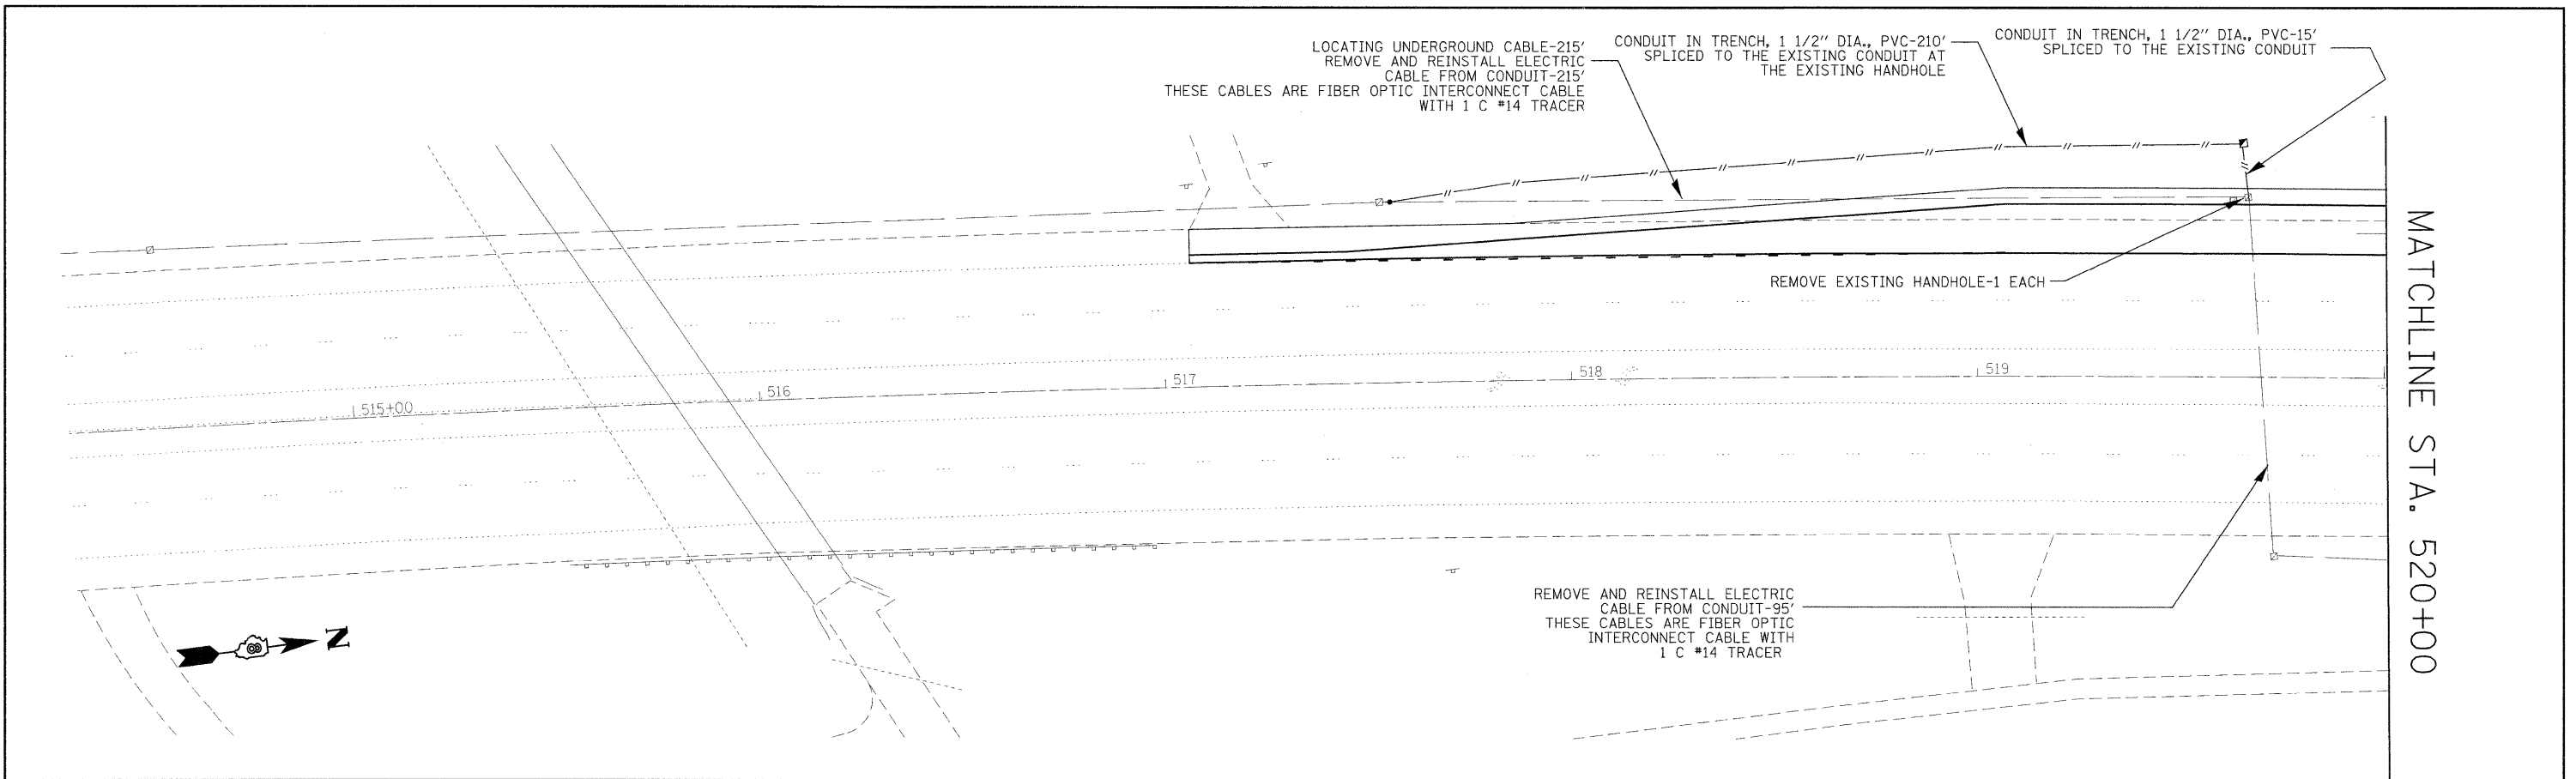 LOCATING UNDERGROUND CABLE-215'
REMOVE AND REINSTALL ELECTRIC
CABLE FROM CONDUIT-215'
THESE CABLES ARE FIBER OPTIC INTERCONNECT CABLE
WITH 1 C #14 TRACER
CONDUIT IN TRENCH, 1 1/2" DIA., PVC-210'
SPLICED TO THE EXISTING CONDUIT AT
THE EXISTING HANDHOLE
CONDUIT IN TRENCH, 1 1/2" DIA., PVC-15'
SPLICED TO THE EXISTING CONDUIT
REMOVE EXISTING HANDHOLE-1 EACH
515+00
516
517
518
519
REMOVE AND REINSTALL ELECTRIC
CABLE FROM CONDUIT-95'
THESE CABLES ARE FIBER OPTIC
INTERCONNECT CABLE WITH
1 C #14 TRACER
N
MATCHLINE STA. 520+00